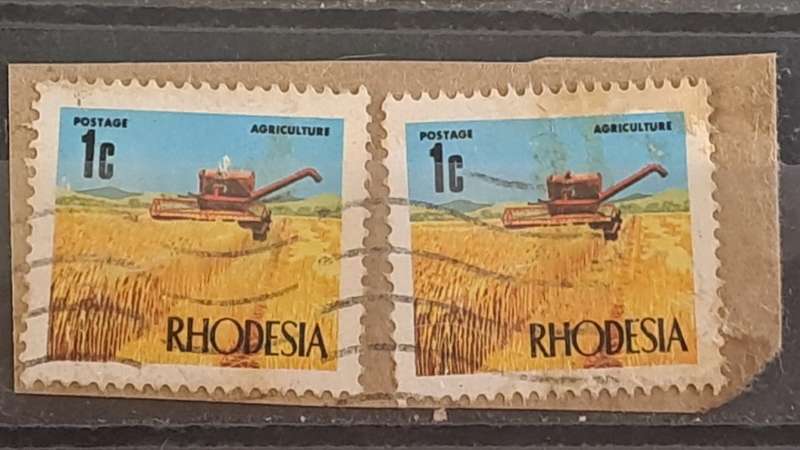 POSTAGE
1c
AGRICULTURE
RHODESIA
POSTAGE
1c
AGRICULTURE
RHODESIA